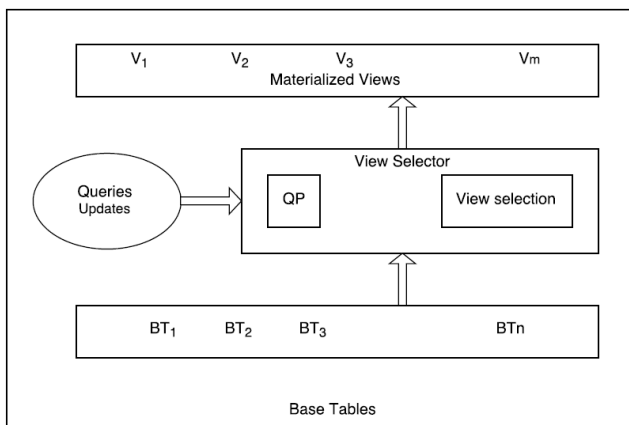 V₁ V₂ V₃ Vm
Materialized Views
View Selector
Queries
Updates
QP
View selection
BT₁ BT₂ BT₃ BTn
Base Tables